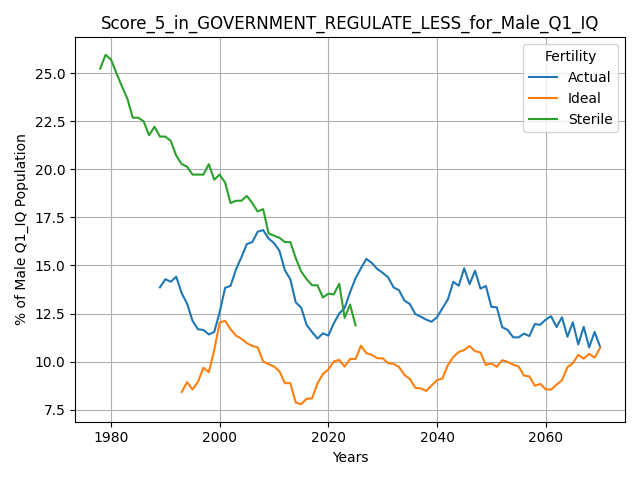 Score_5_in_GOVERNMENT_REGULATE_LESS_for_Male_Q1_IQ
Fertility
Actual
Ideal
Sterile
% of Male Q1_IQ Population
25.0
22.5
20.0
17.5
15.0
12.5
10.0
7.5
1980 2000 2020 2040 2060
Years